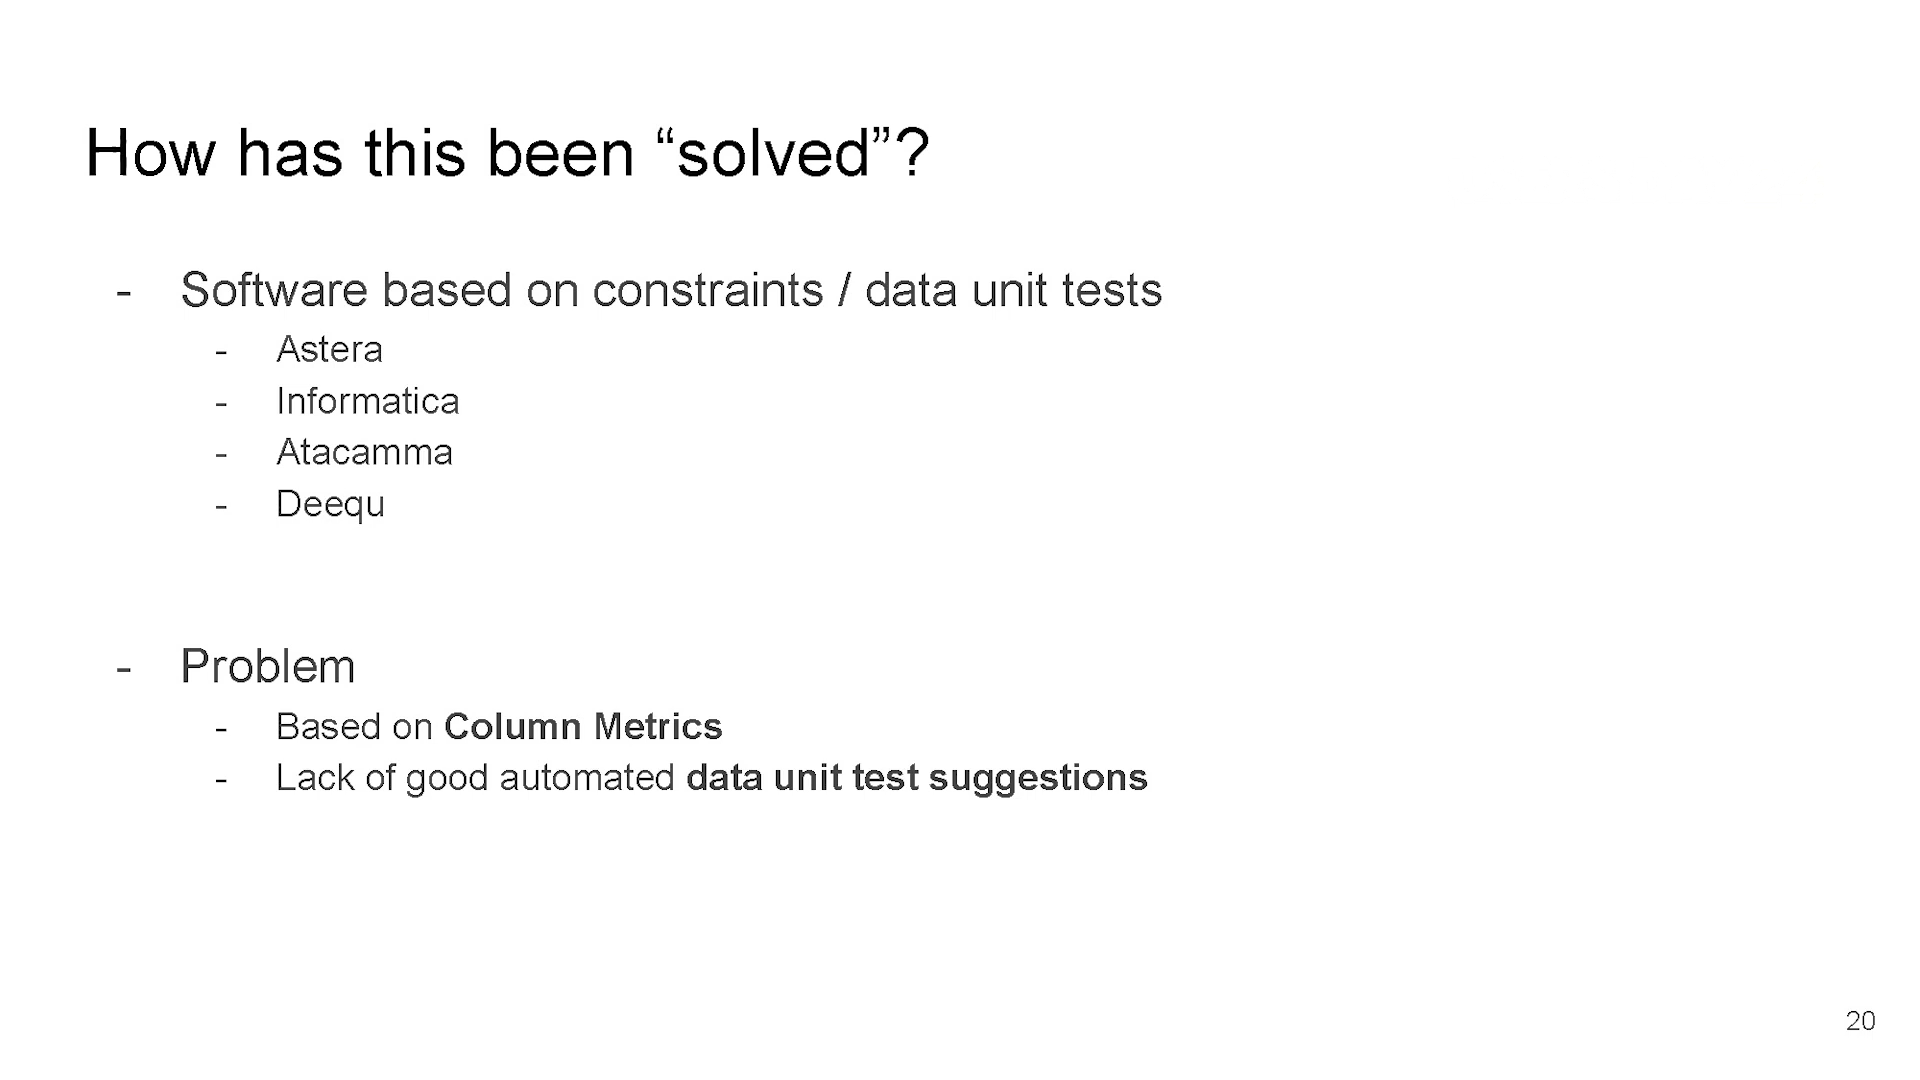 How has this been “solved”?
- Software based on constraints / data unit tests
- Astera
- Informatica
- Atacamma
- Deequ
- Problem
- Based on Column Metrics
- Lack of good automated data unit test suggestions
20